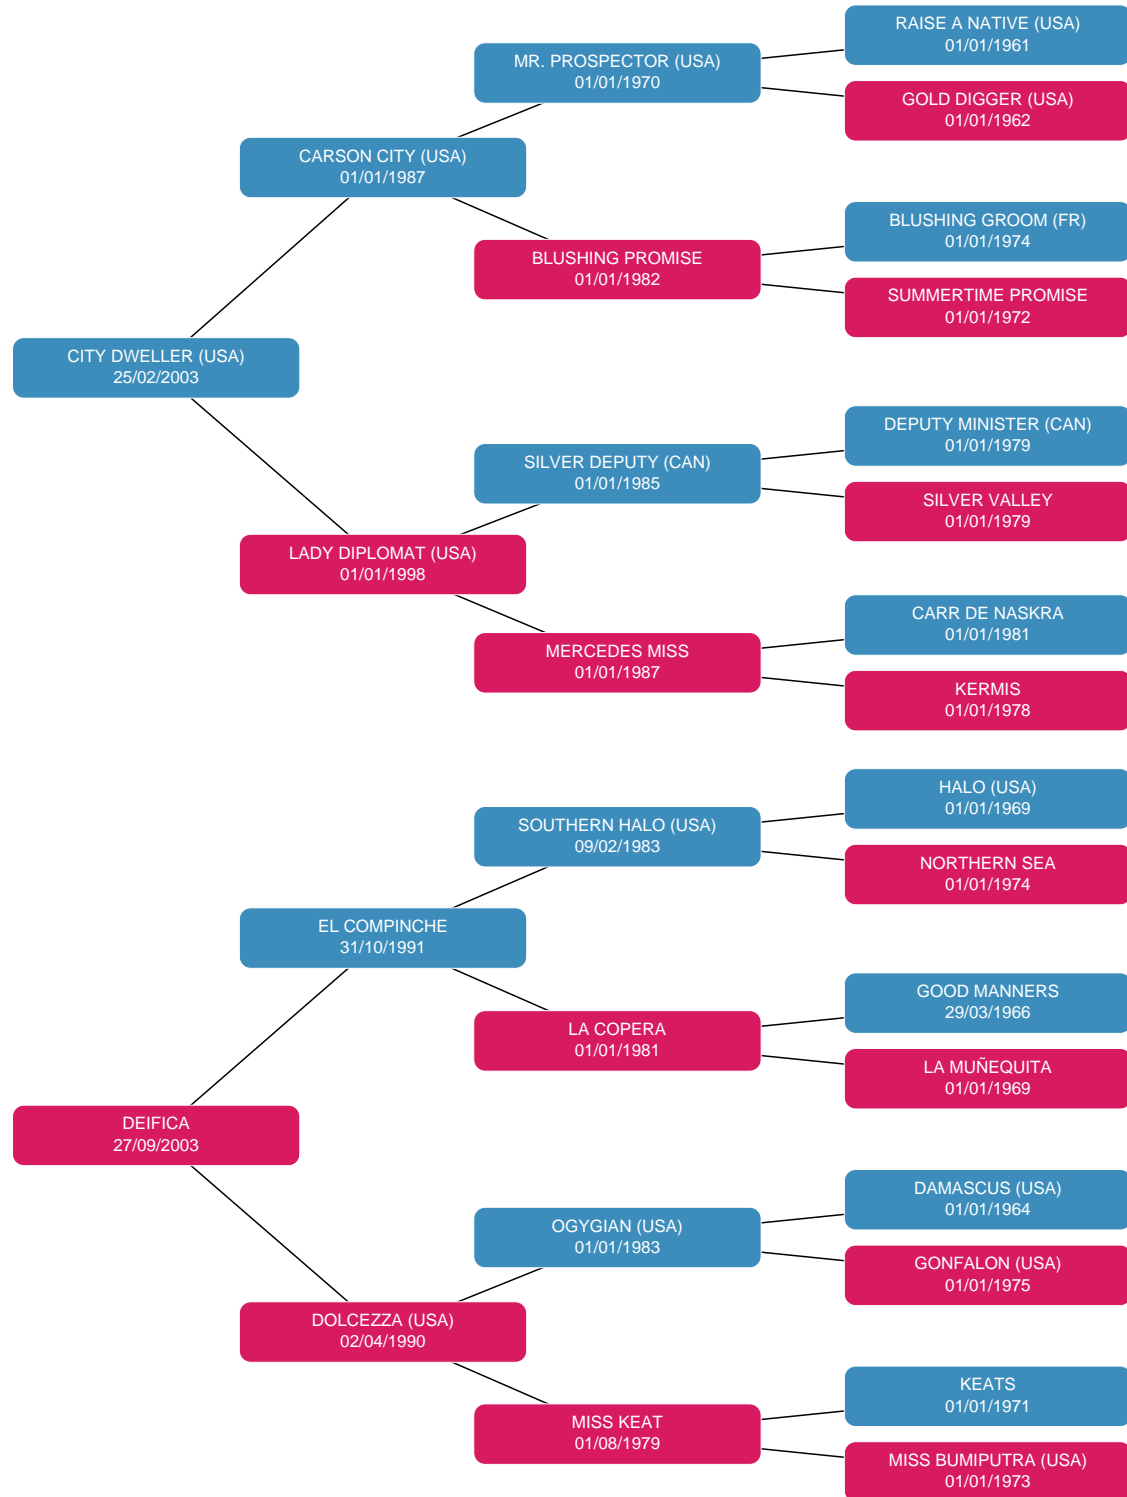 RAISE A NATIVE (USA)
01/01/1961
MR. PROSPECTOR (USA)
01/01/1970
GOLD DIGGER (USA)
01/01/1962
CARSON CITY (USA)
01/01/1987
BLUSHING GROOM (FR)
01/01/1974
BLUSHING PROMISE
01/01/1982
SUMMERTIME PROMISE
01/01/1972
CITY DWELLER (USA)
25/02/2003
DEPUTY MINISTER (CAN)
01/01/1979
SILVER DEPUTY (CAN)
01/01/1985
SILVER VALLEY
01/01/1979
LADY DIPLOMAT (USA)
01/01/1998
CARR DE NASKRA
01/01/1981
MERCEDES MISS
01/01/1987
KERMIS
01/01/1978
HALO (USA)
01/01/1969
SOUTHERN HALO (USA)
09/02/1983
NORTHERN SEA
01/01/1974
EL COMPINCHE
31/10/1991
GOOD MANNERS
29/03/1966
LA COPERA
01/01/1981
LA MUÑEQUITA
01/01/1969
DEIFICA
27/09/2003
DAMASCUS (USA)
01/01/1964
OGYGIAN (USA)
01/01/1983
GONFALON (USA)
01/01/1975
DOLCEZZA (USA)
02/04/1990
KEATS
01/01/1971
MISS KEAT
01/08/1979
MISS BUMIPUTRA (USA)
01/01/1973